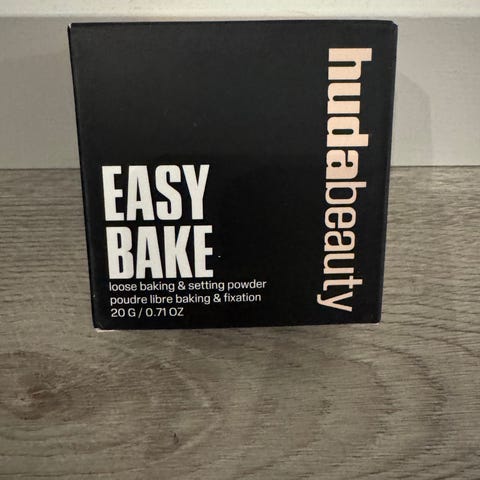 hudabeauty
EASY
BAKE
loose baking & setting powder
poudre libre baking & fixation
20 G / 0.71 OZ